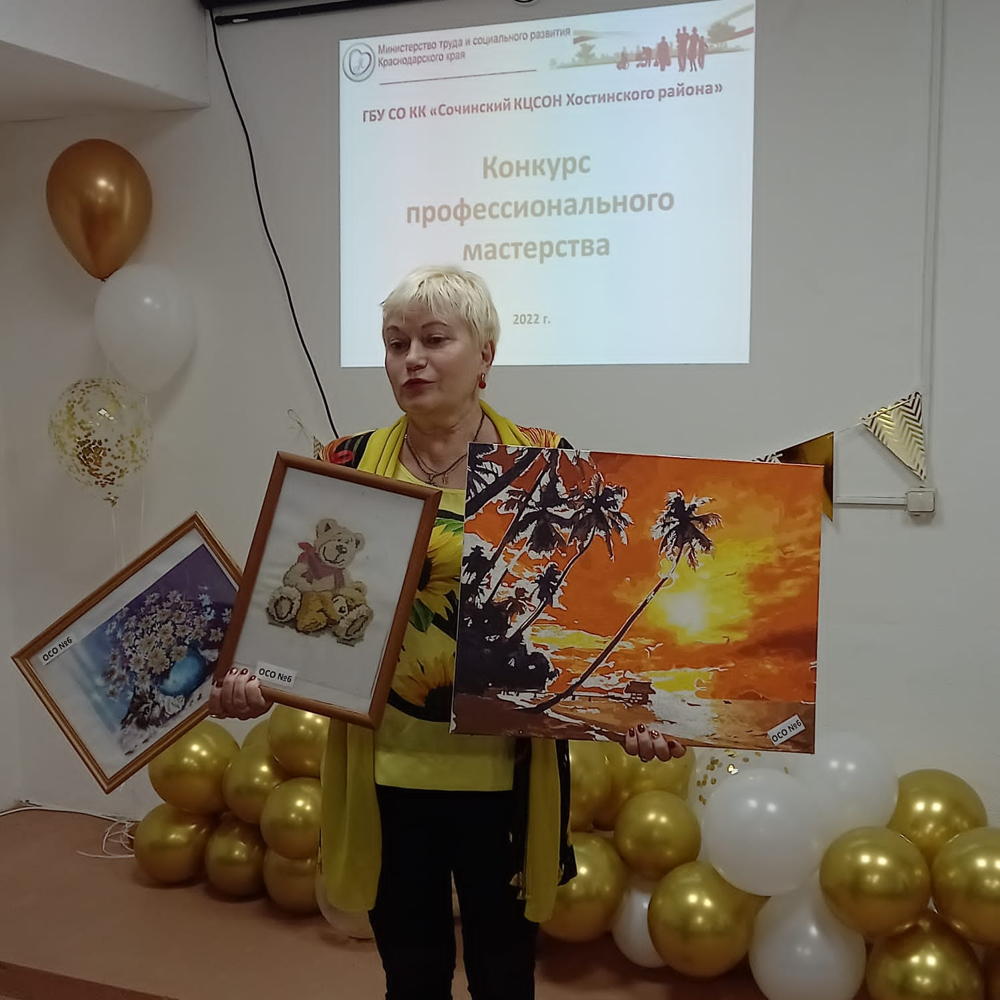 Министерство труда и социального развития
Краснодарского края
ГБУ СО КК «Сочинский КЦСОН Хостинского района»
Конкурс
профессионального
мастерства
2022 г.
ОСО №6
ОСО №6
ОСО №6